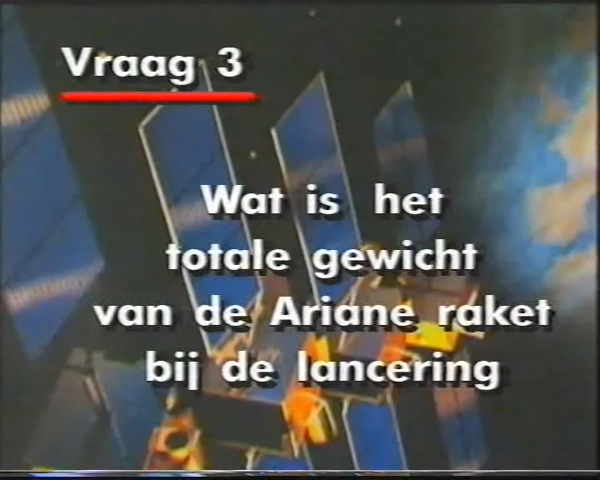 Vraag 3
Wat is het
totale gewicht
van de Ariane raket
bij de lancering